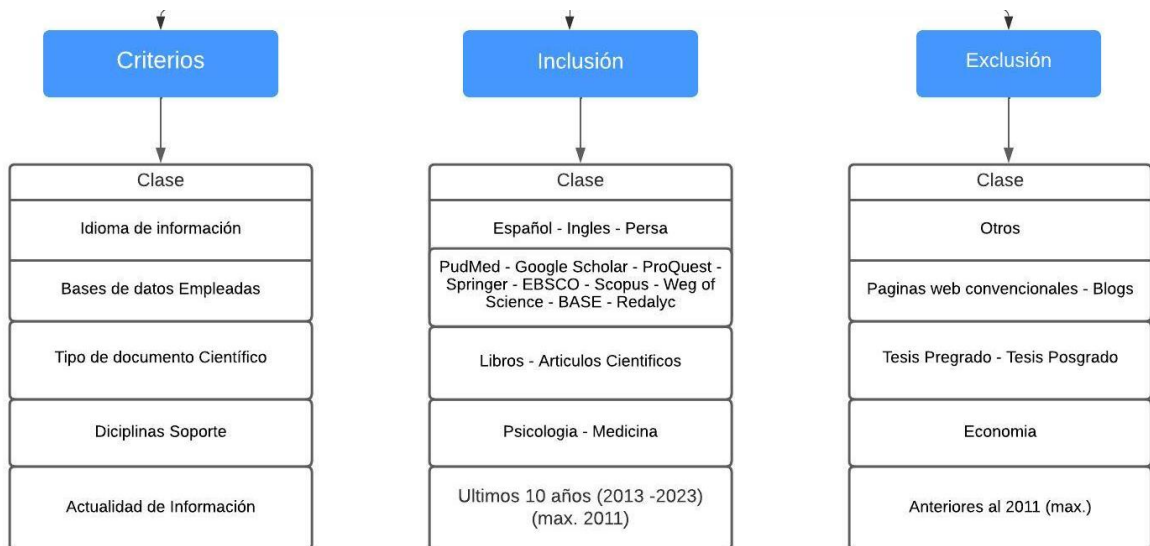 Criterios
Inclusión
Exclusión
Clase
Clase
Clase
Idioma de información
Español - Ingles - Persa
Otros
Bases de datos Empleadas
PudMed - Google Scholar - ProQuest -
Springer - EBSCO - Scopus - Weg of
Science - BASE - Redalyc
Paginas web convencionales - Blogs
Tipo de documento Científico
Libros - Articulos Cientificos
Tesis Pregrado - Tesis Posgrado
Diciplinas Soporte
Psicologia - Medicina
Economia
Actualidad de Información
Ultimos 10 años (2013 -2023)
(max. 2011)
Anteriores al 2011 (max.)